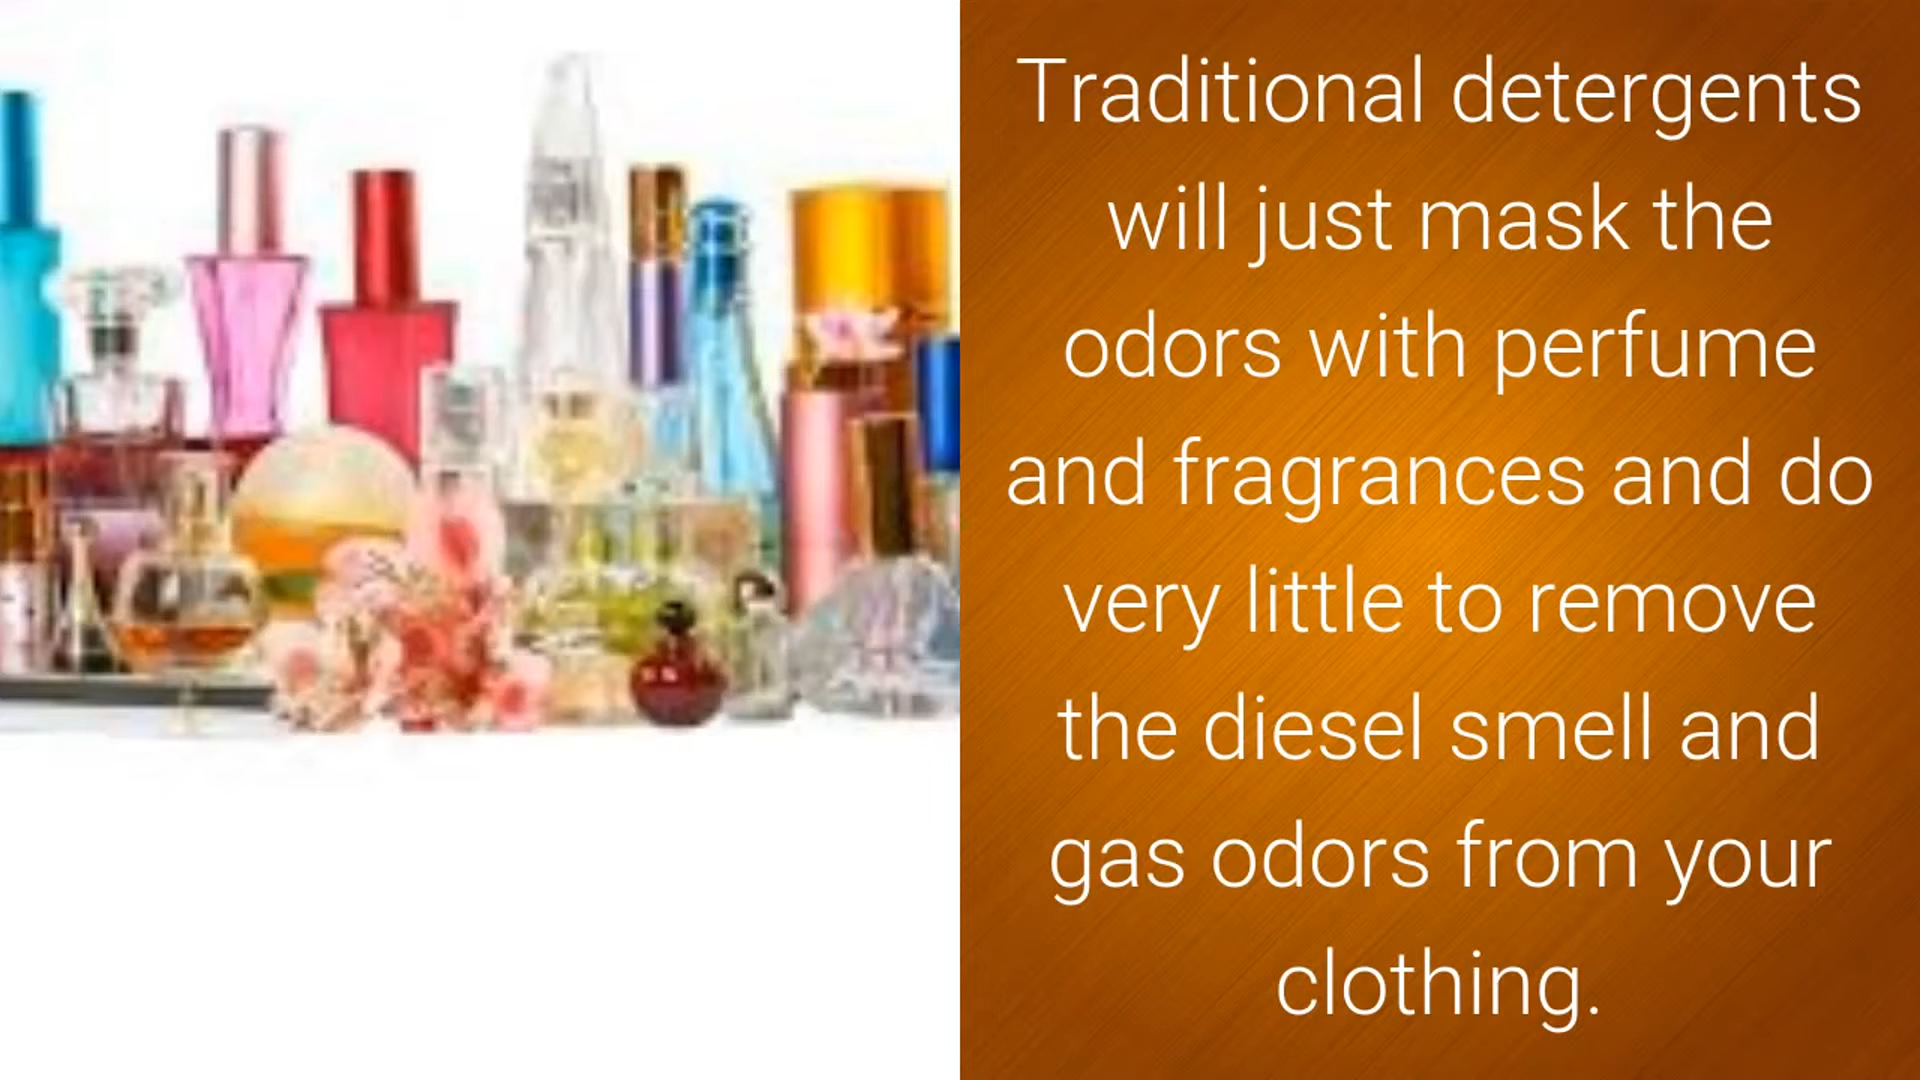 Traditional detergents
will just mask the
odors with perfume
and fragrances and do
very little to remove
the diesel smell and
gas odors from your
clothing.